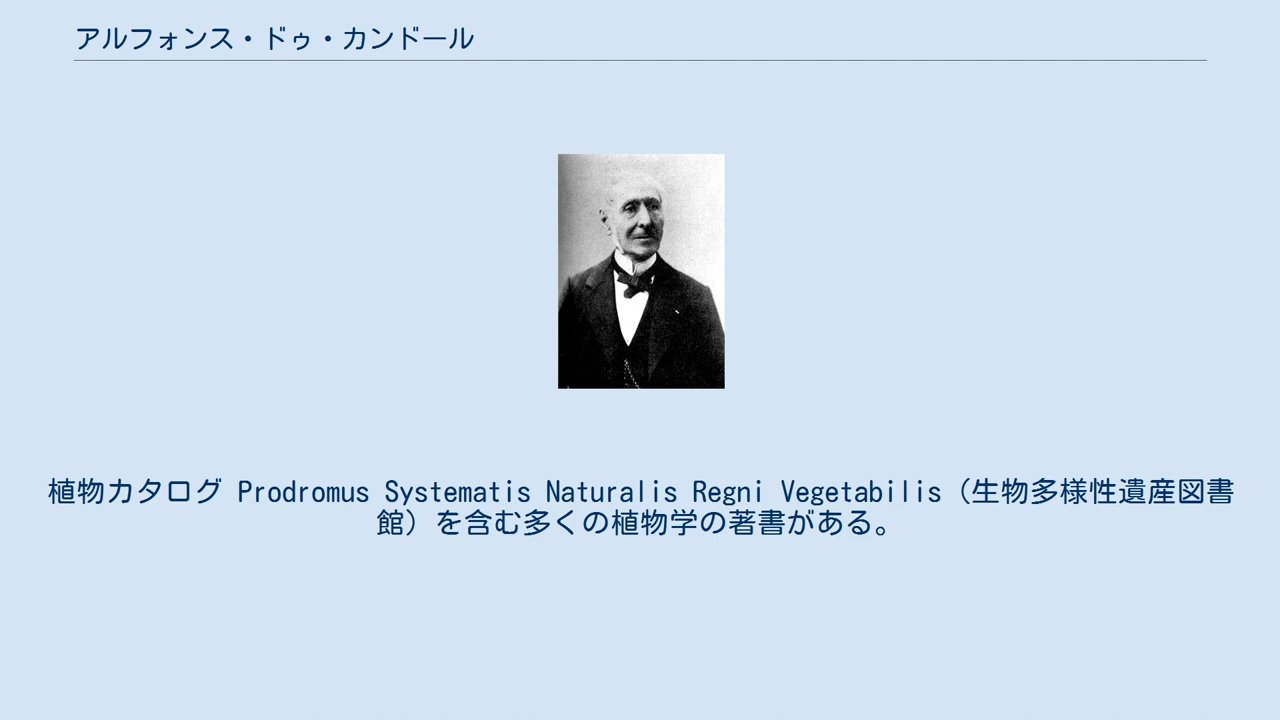 アルフォンス・ドゥ・カンドール
植物カタログ Prodromus Systematis Naturalis Regni Vegetabilis（生物多様性遺産図書
館）を含む多くの植物学の著書がある。